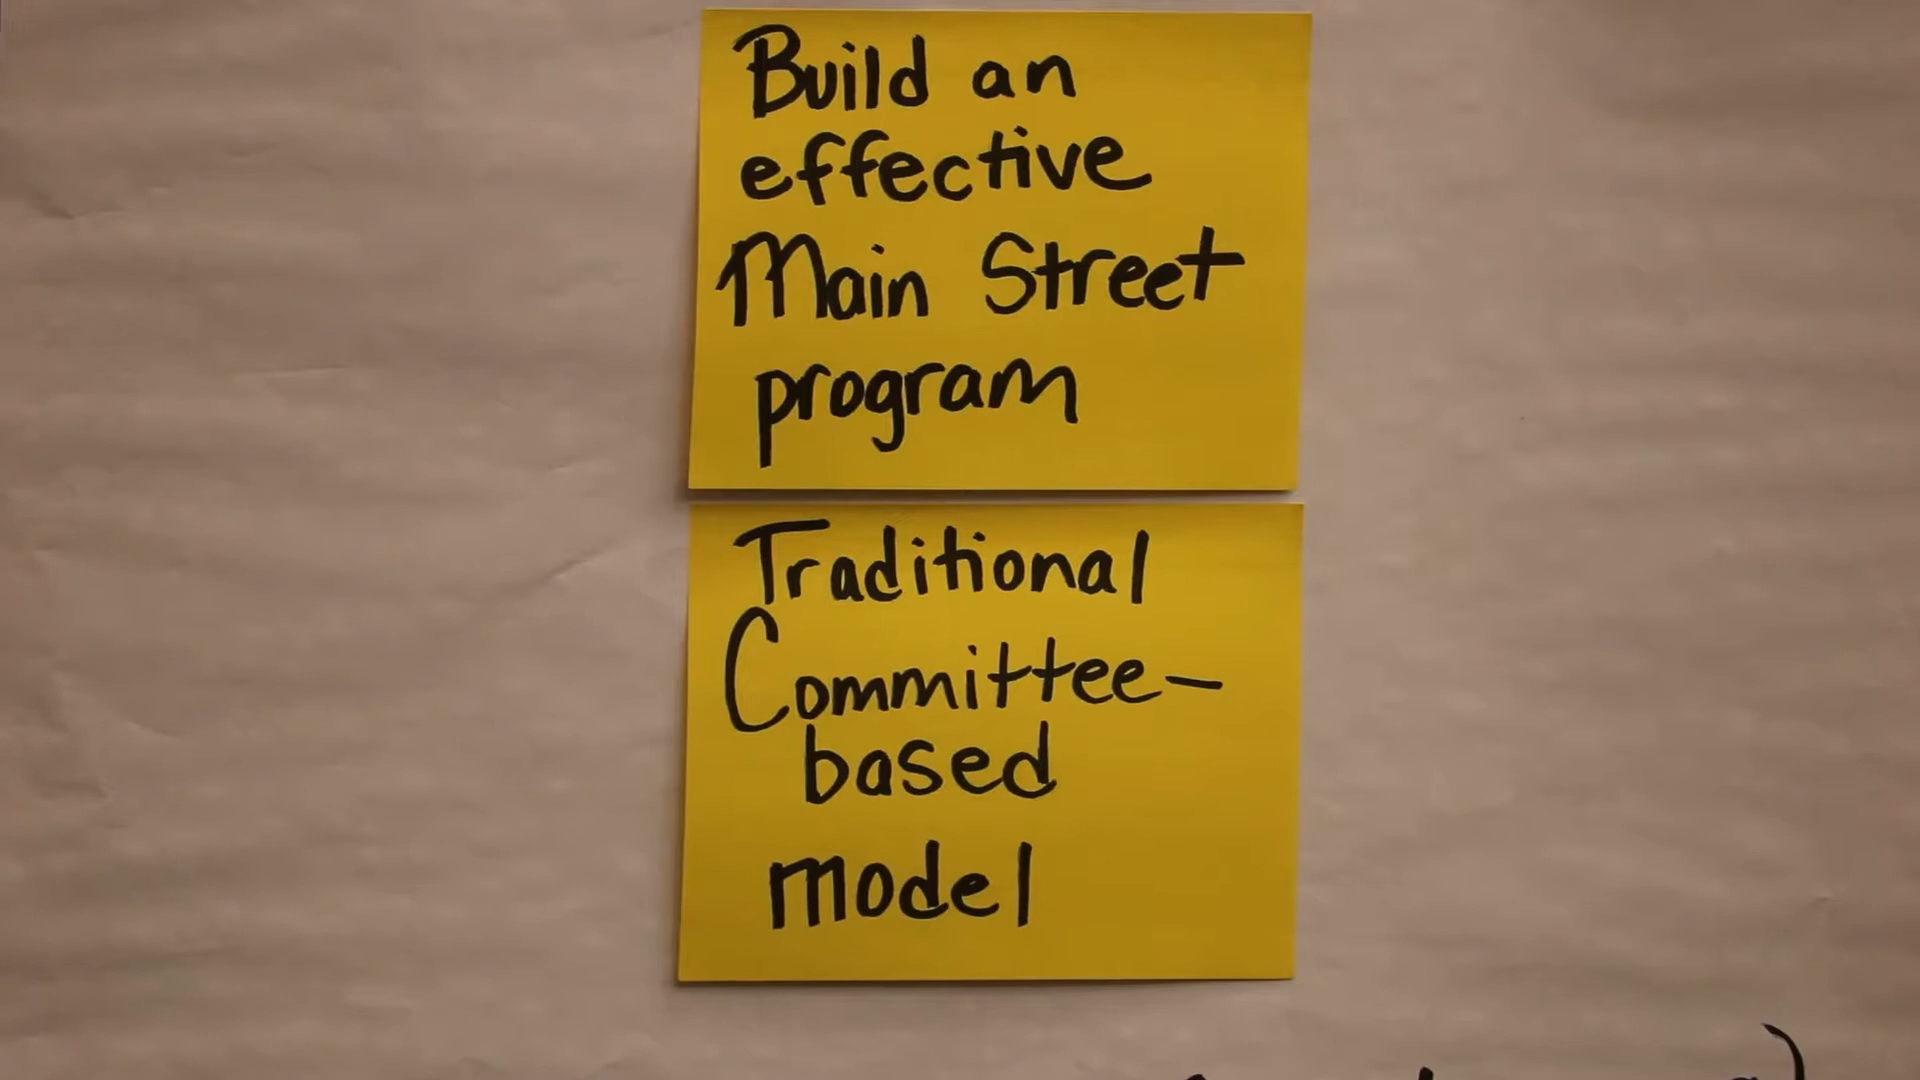 Build an
effective
Main Street
program
Traditional
Committee-
based
model